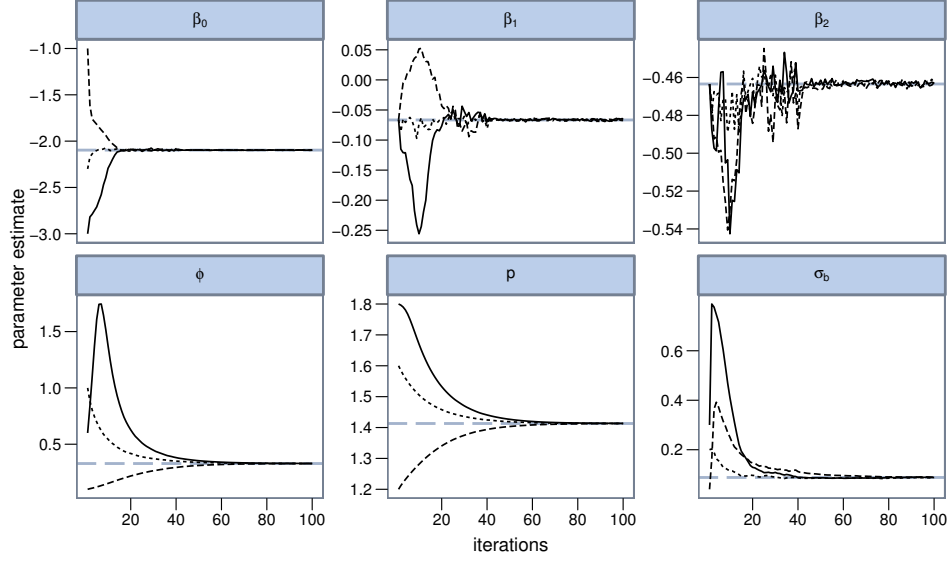 β0
β1
β2
−1.0
−1.5
−2.0
−2.5
−3.0
0.05
0.00
−0.05
−0.10
−0.15
−0.20
−0.25
−0.46
−0.48
−0.50
−0.52
−0.54
parameter estimate
ϕ
p
σb
1.5
1.0
0.5
1.8
1.7
1.6
1.5
1.4
1.3
1.2
0.6
0.4
0.2
20 40 60 80 100
20 40 60 80 100
20 40 60 80 100
iterations